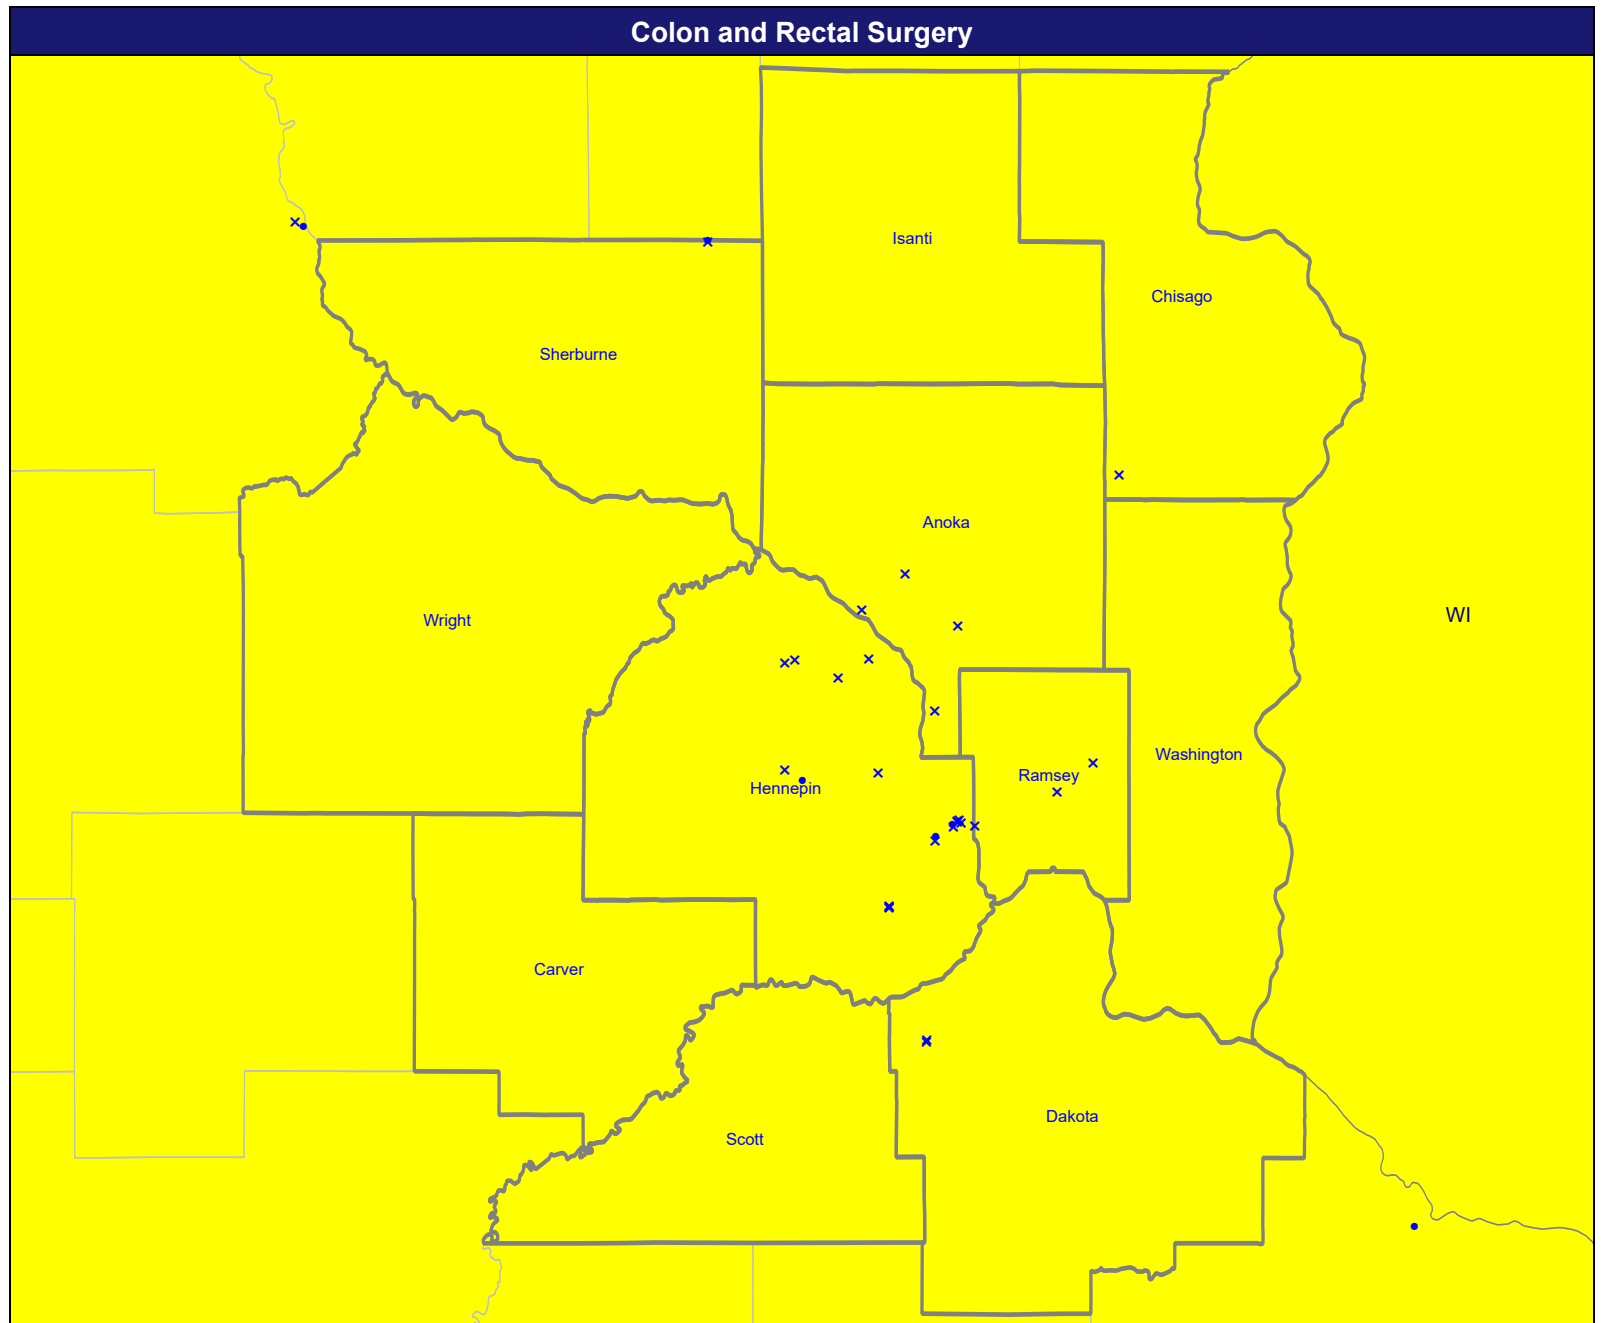 Colon and Rectal Surgery
Isanti
Chisago
Sherburne
Anoka
Wright
WI
Washington
Ramsey
Hennepin
Carver
Dakota
Scott